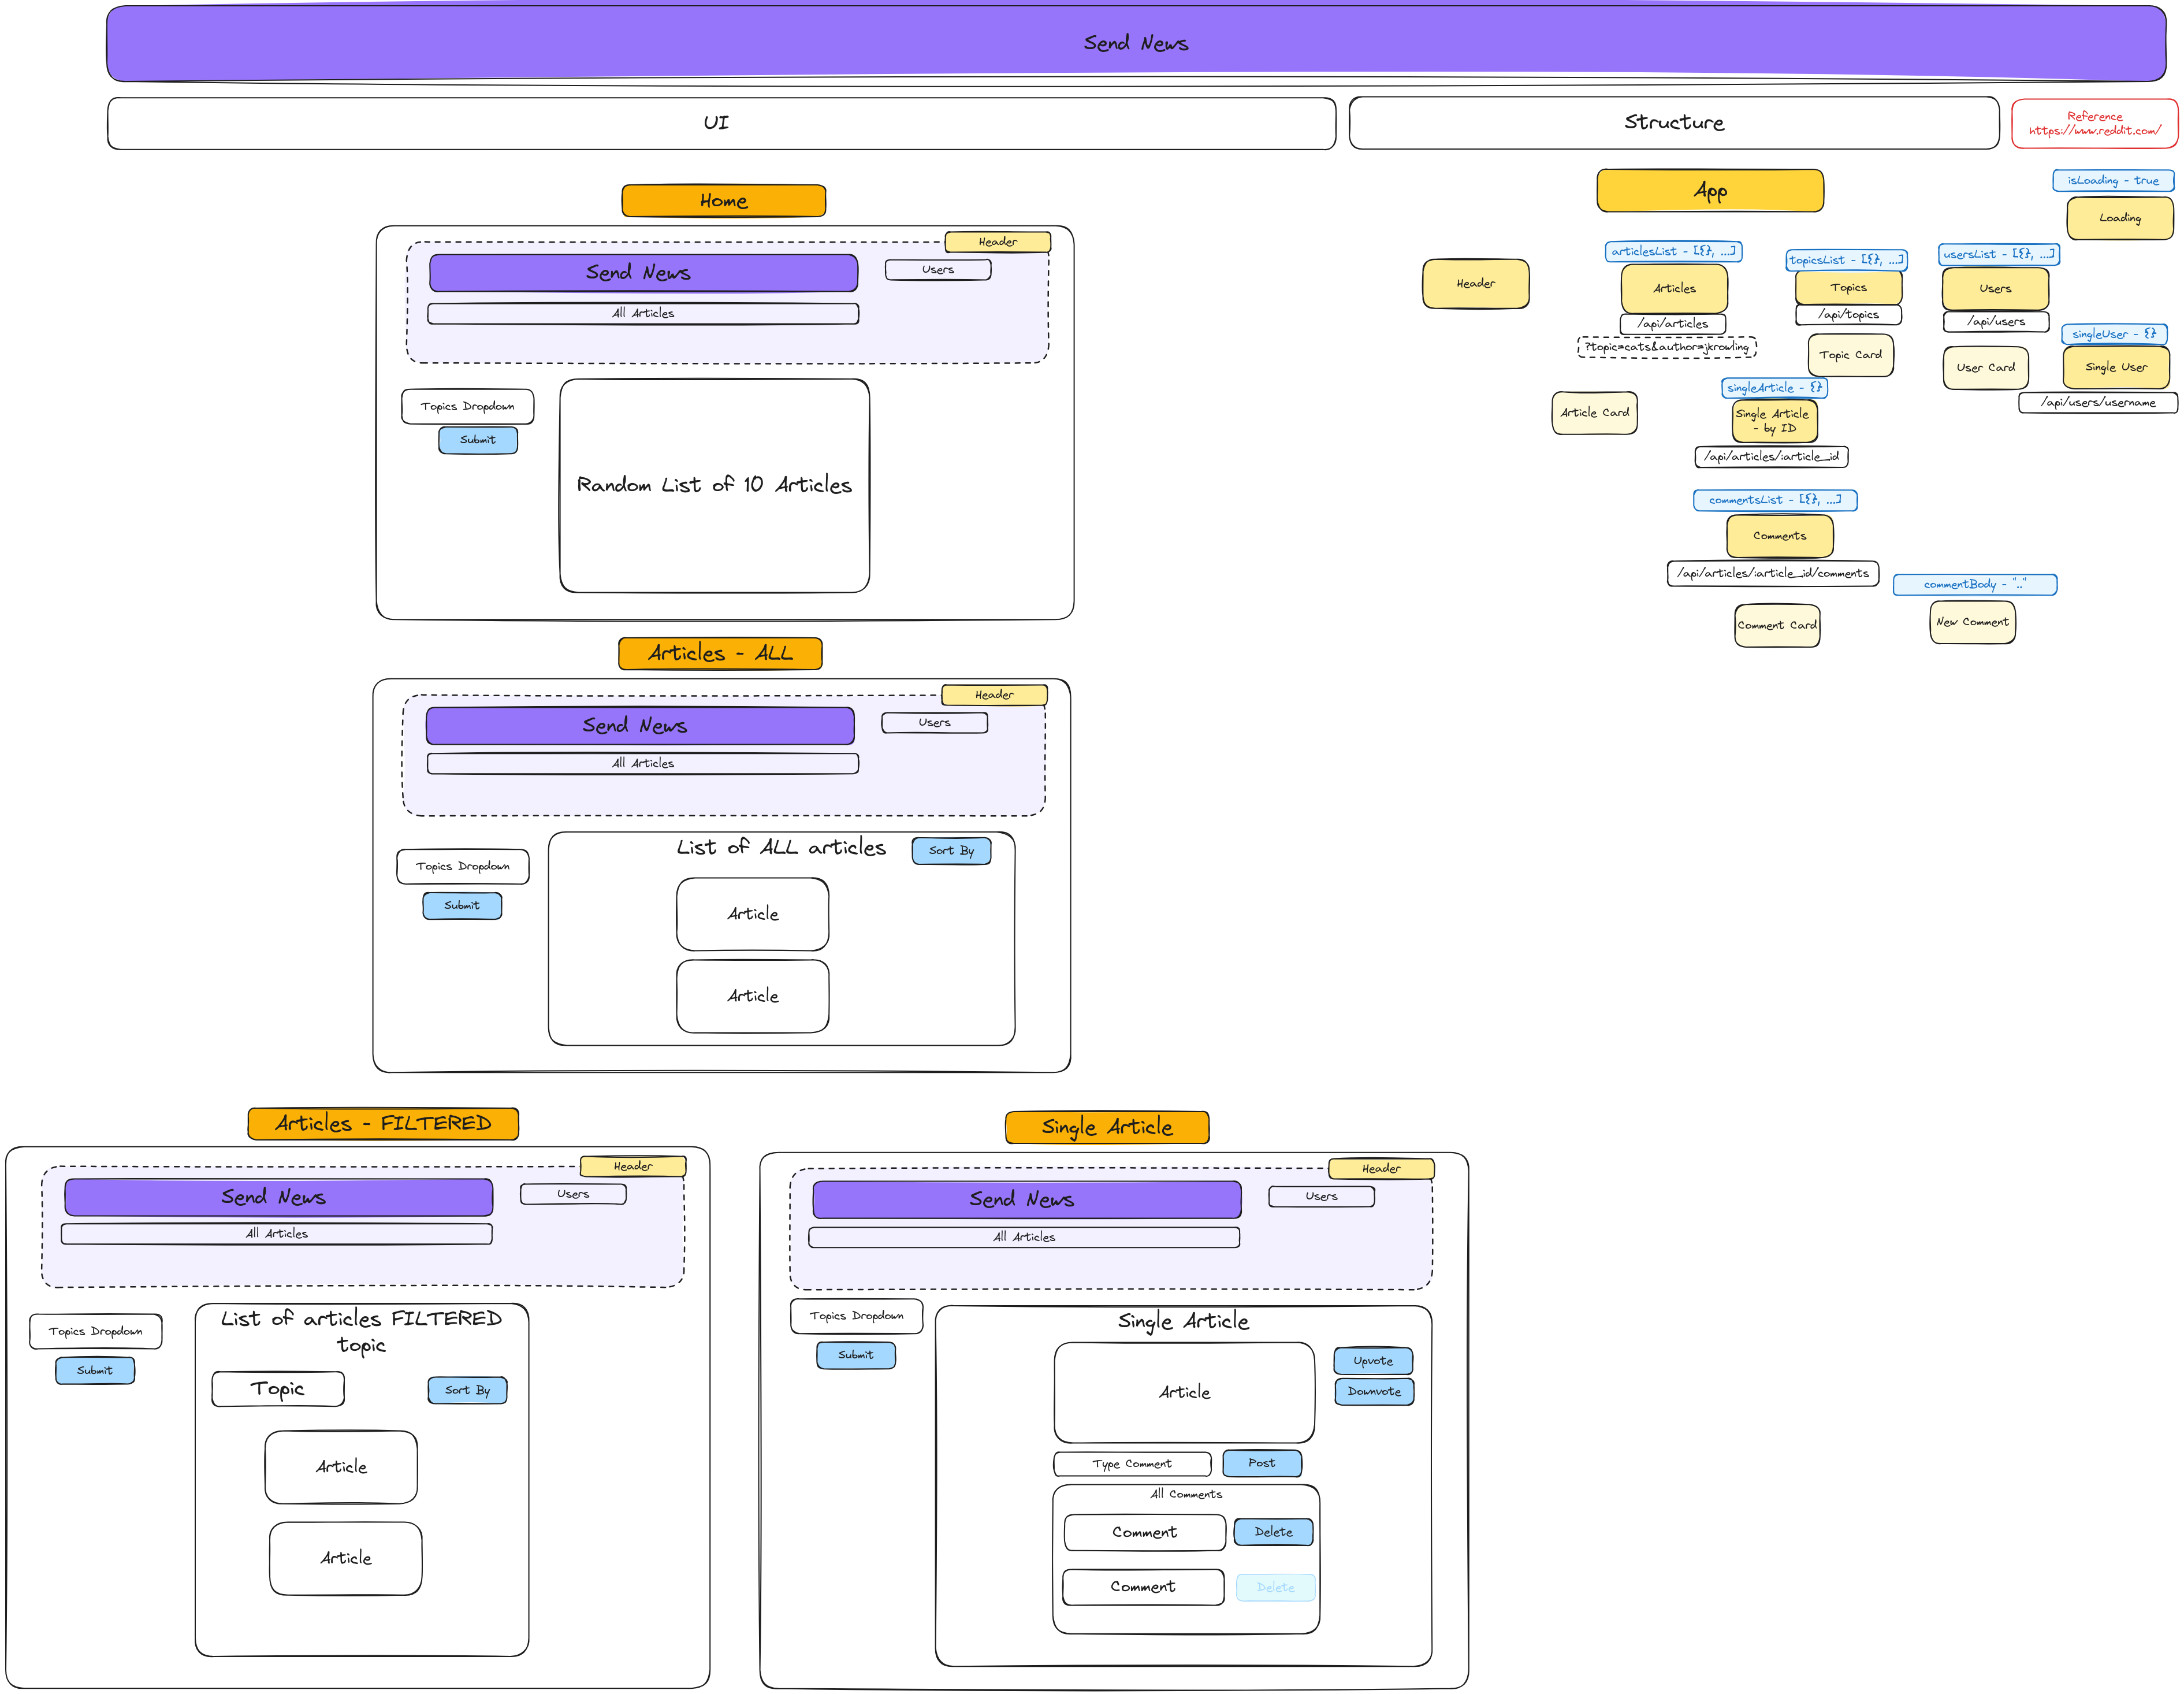 Send News
UI
Structure
Reference
https://www.reddit.com/
Home
Header
Send News
Users
All Articles
Topics Dropdown
Submit
Random List of 10 Articles
Articles - ALL
Header
Send News
Users
All Articles
Topics Dropdown
Submit
List of ALL articles
Sort By
Article
Article
Articles - FILTERED
Header
Send News
Users
All Articles
Topics Dropdown
Submit
List of articles FILTERED
topic
Topic
Sort By
Article
Article
Single Article
Header
Send News
Users
All Articles
Topics Dropdown
Submit
Single Article
Article
Upvote
Downvote
Type Comment
Post
All Comments
Comment
Delete
Comment
Delete
App
isLoading - true
Loading
Header
articlesList - [{}, ...]
Articles
/api/articles
?topic=cats&author=jkrowling
topicsList - [{}, ...]
Topics
/api/topics
Topic Card
usersList - [{}, ...]
Users
/api/users
User Card
singleUser - {}
Single User
/api/users/username
Article Card
singleArticle - {}
Single Article
- by ID
/api/articles/:article_id
commentsList - [{}, ...]
Comments
/api/articles/:article_id/comments
Comment Card
commentBody - ".."
New Comment